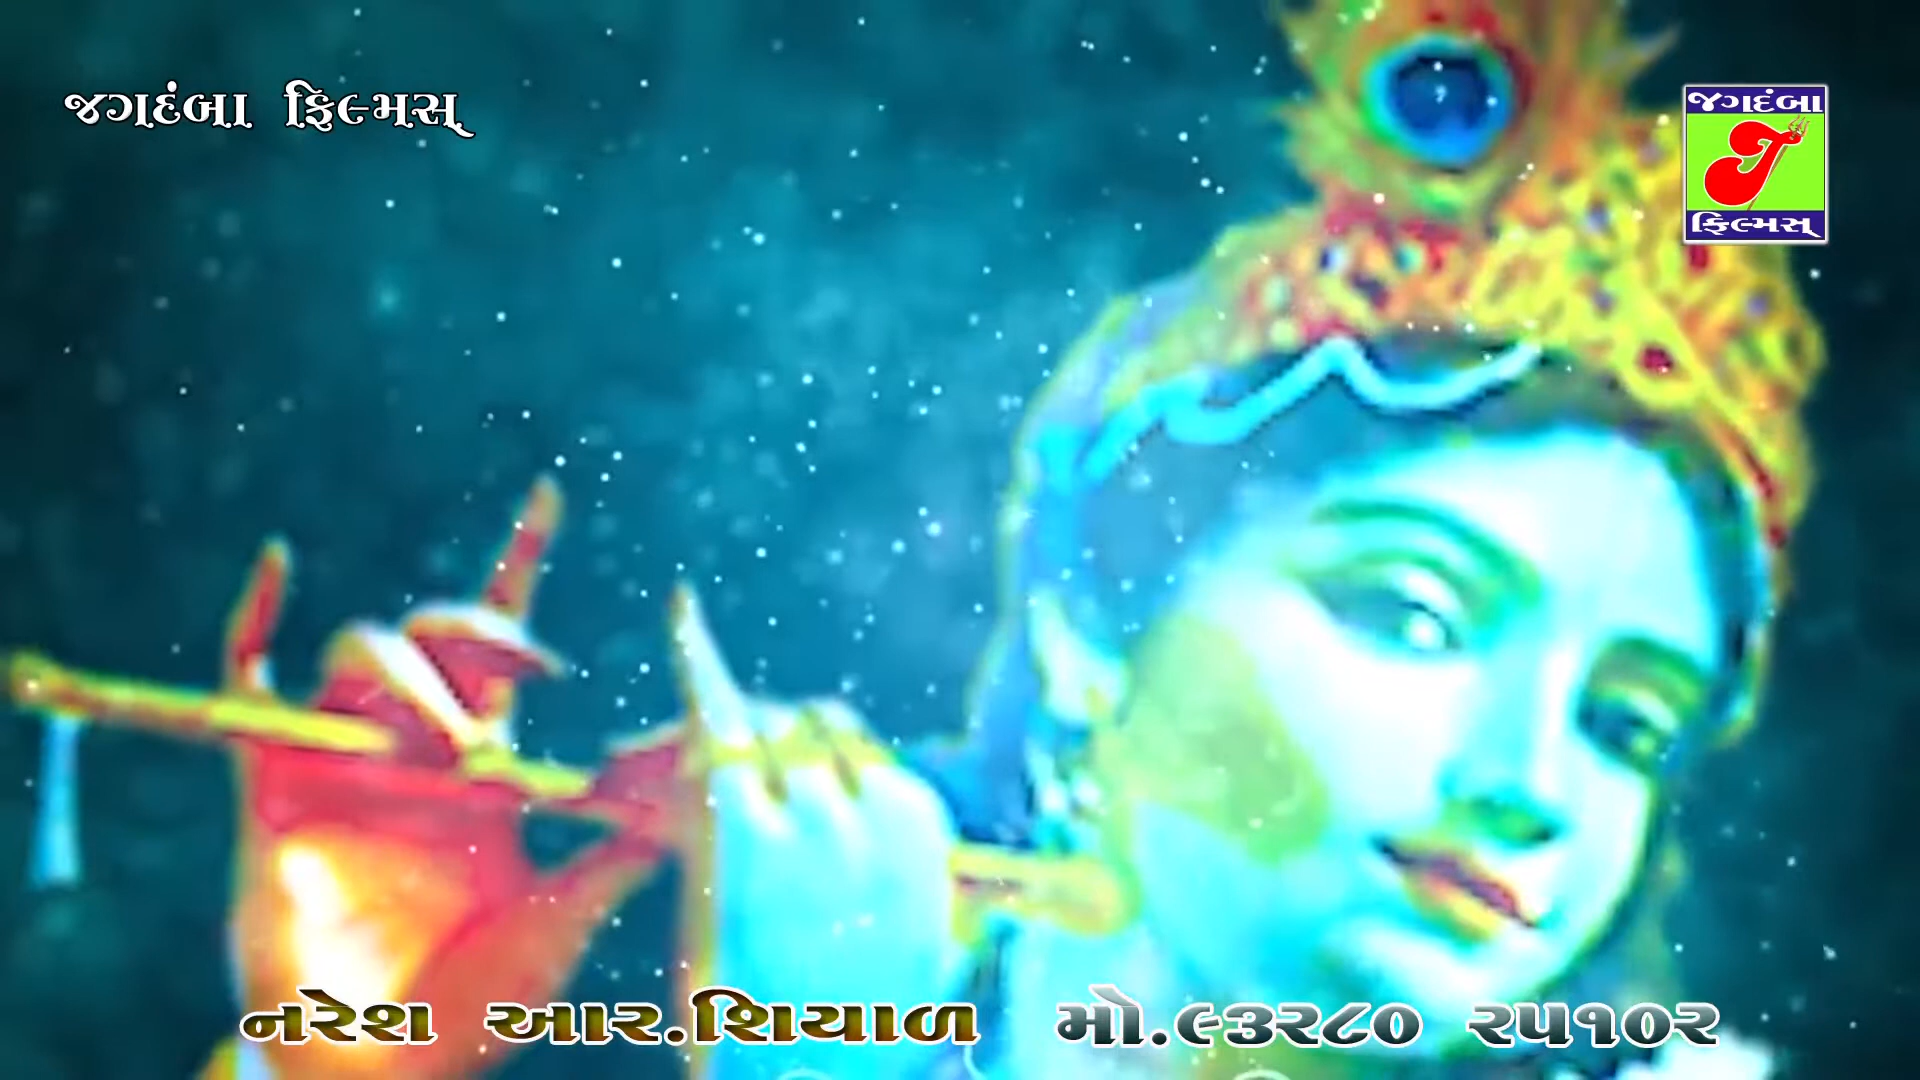 જગદંબા ફિલ્મસ્
જગદંબા
ફિલ્મસ્
નરેશ આર.શિયાળ મો.૯૩૨૮૦ ૨૫૧૦૨